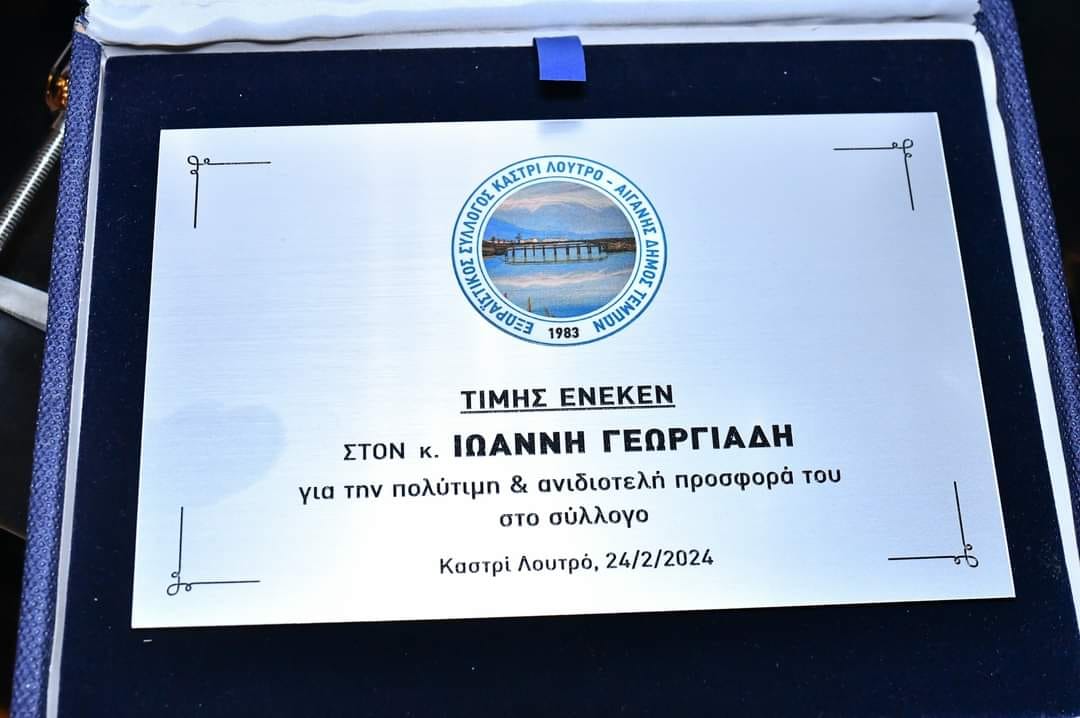 ΕΞΩΡΑΪΣΤΙΚΟΣ ΣΥΛΛΟΓΟΣ ΚΑΣΤΡΙ ΛΟΥΤΡΟ - ΑΙΓΑΝΗΣ ΔΗΜΟΣ ΤΕΜΠΩΝ
1983
ΤΙΜΗΣ ΕΝΕΚΕΝ
ΣΤΟΝ κ. ΙΩΑΝΝΗ ΓΕΩΡΓΙΑΔΗ
για την πολύτιμη & ανιδιοτελή προσφορά του
στο σύλλογο
Καστρί Λουτρό, 24/2/2024